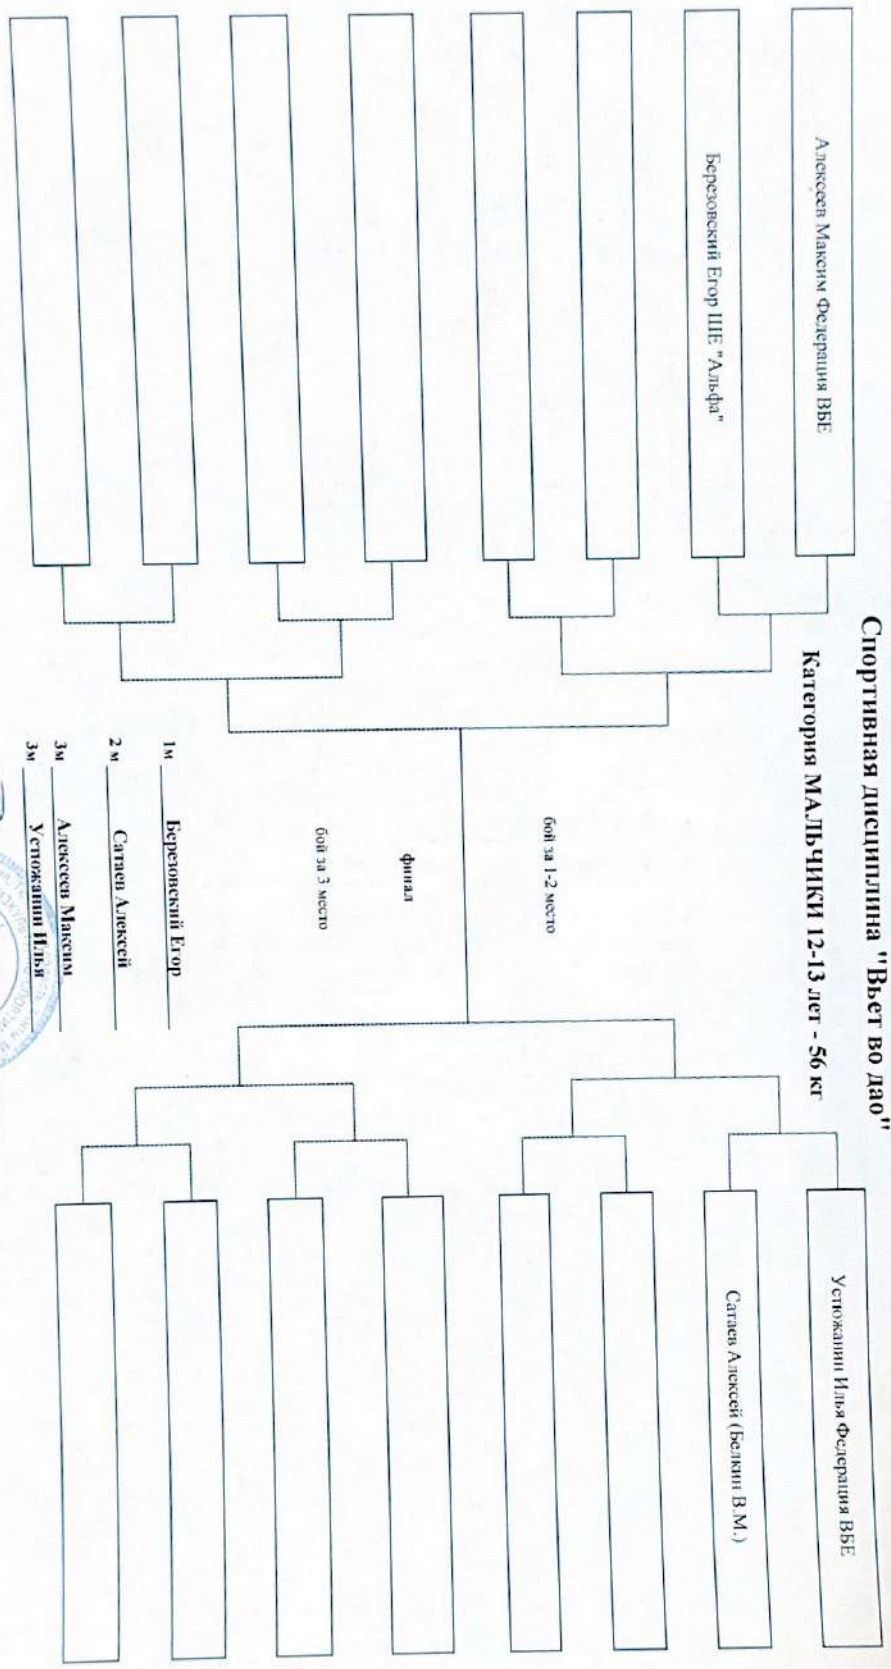 Спортивная дисциплина "Вьет во дао"
Категория МАЛЬЧИКИ 12-13 лет - 56 кг
Алексеев Максим Федерация ВБЕ
Березовский Егор ШЕ "Альфа"
Устюжанин Илья Федерация ВБЕ
Сатаев Алексей (Белкин В.М.)
бой за 1-2 место
финал
бой за 3 место
1м Березовский Егор
2 м Сатаев Алексей
3м Алексеев Максим
3м Устюжанин Илья